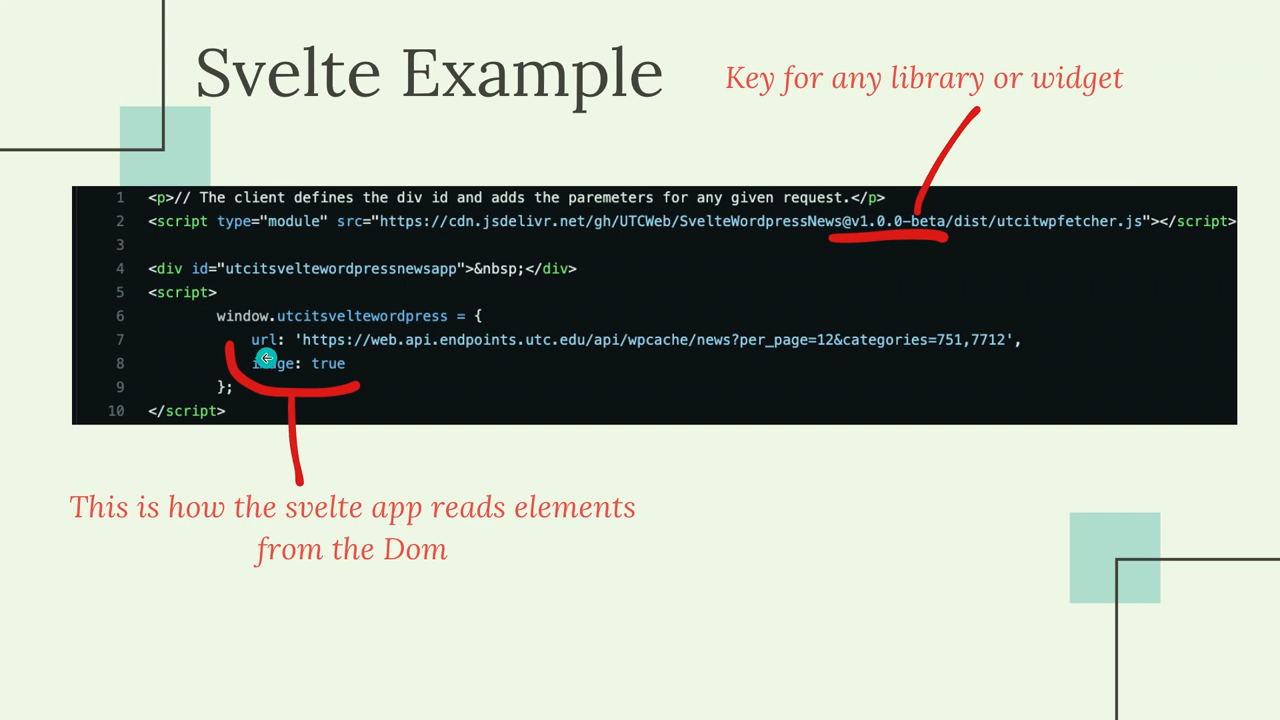 Svelte Example
Key for any library or widget
1 <p>// The client defines the div id and adds the paremeters for any given request.</p>
2 <script type="module" src="https://cdn.jsdelivr.net/gh/UTCWeb/SvelteWordpressNews@v1.0.0-beta/dist/utcitwpfetcher.js"></script>
3
4 <div id="utcitsveltewordpressnewsapp">&nbsp;</div>
5 <script>
6 window.utcitsveltewordpress = {
7 url: 'https://web.api.endpoints.utc.edu/api/wpcache/news?per_page=12&categories=751,7712',
8 image: true
9 };
10 </script>
This is how the svelte app reads elements
from the Dom